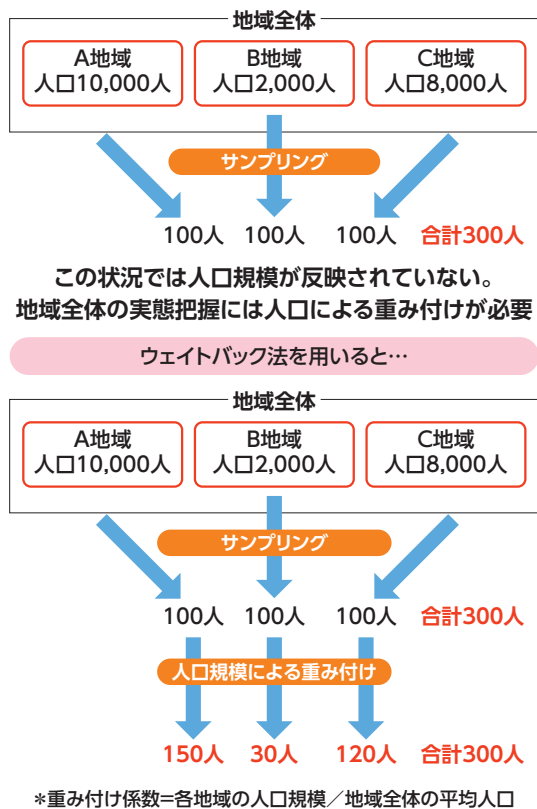 地域全体
A地域 B地域 C地域
人口10,000人 人口2,000人 人口8,000人
サンプリング
100人 100人 100人 合計300人
この状況では人口規模が反映されていない。
地域全体の実態把握には人口による重み付けが必要
ウェイトバック法を用いると…
地域全体
A地域 B地域 C地域
人口10,000人 人口2,000人 人口8,000人
サンプリング
100人 100人 100人 合計300人
人口規模による重み付け
150人 30人 120人 合計300人
*重み付け係数=各地域の人口規模／地域全体の平均人口